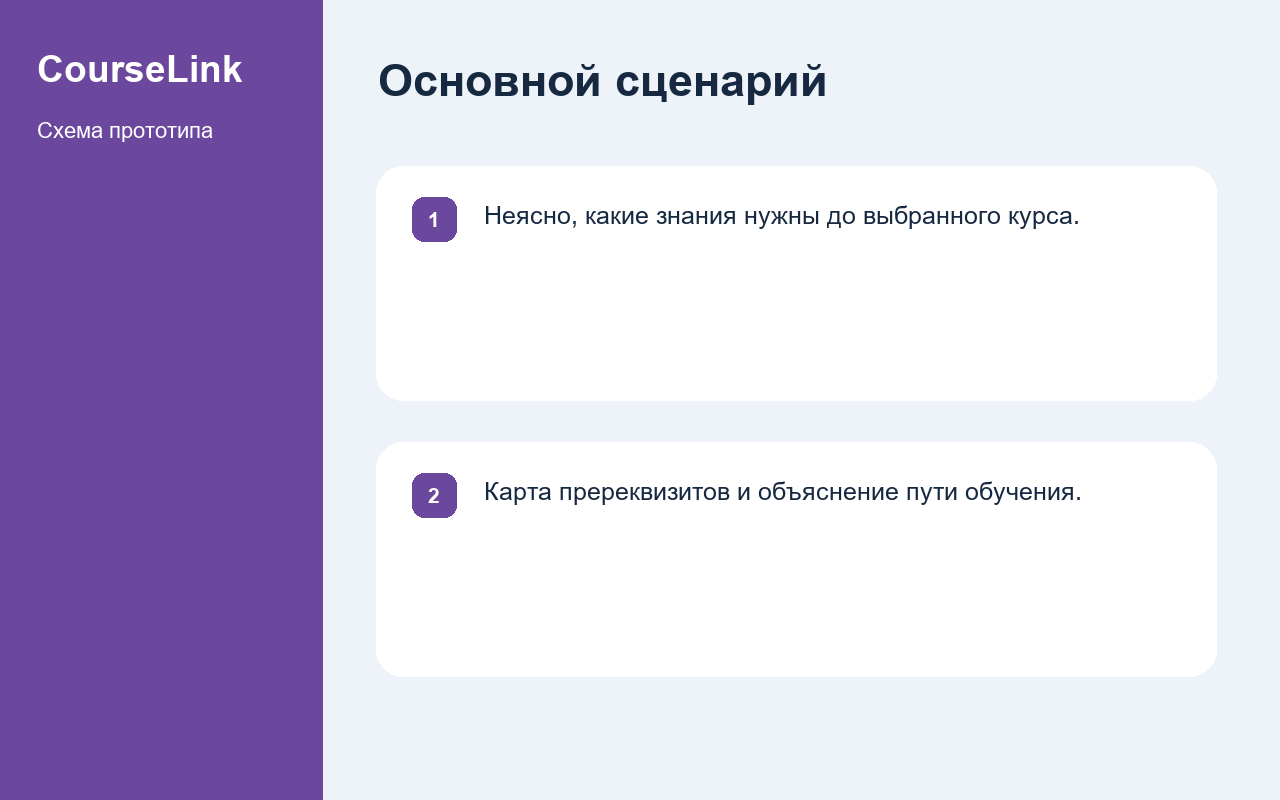 CourseLink
Схема прототипа
Основной сценарий
1 Неясно, какие знания нужны до выбранного курса.
2 Карта пререквизитов и объяснение пути обучения.